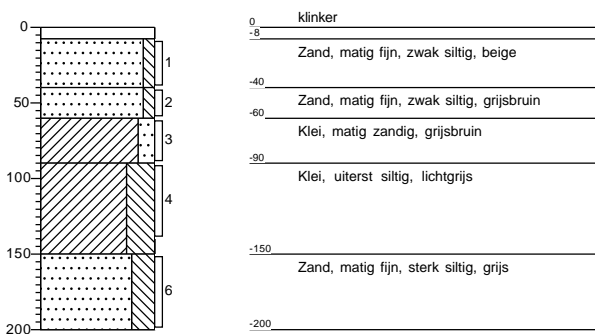 0
klinker
0
-8
1
Zand, matig fijn, zwak siltig, beige
-40
50
2
Zand, matig fijn, zwak siltig, grijsbruin
-60
3
Klei, matig zandig, grijsbruin
-90
100
4
Klei, uiterst siltig, lichtgrijs
150
-150
6
Zand, matig fijn, sterk siltig, grijs
200
-200